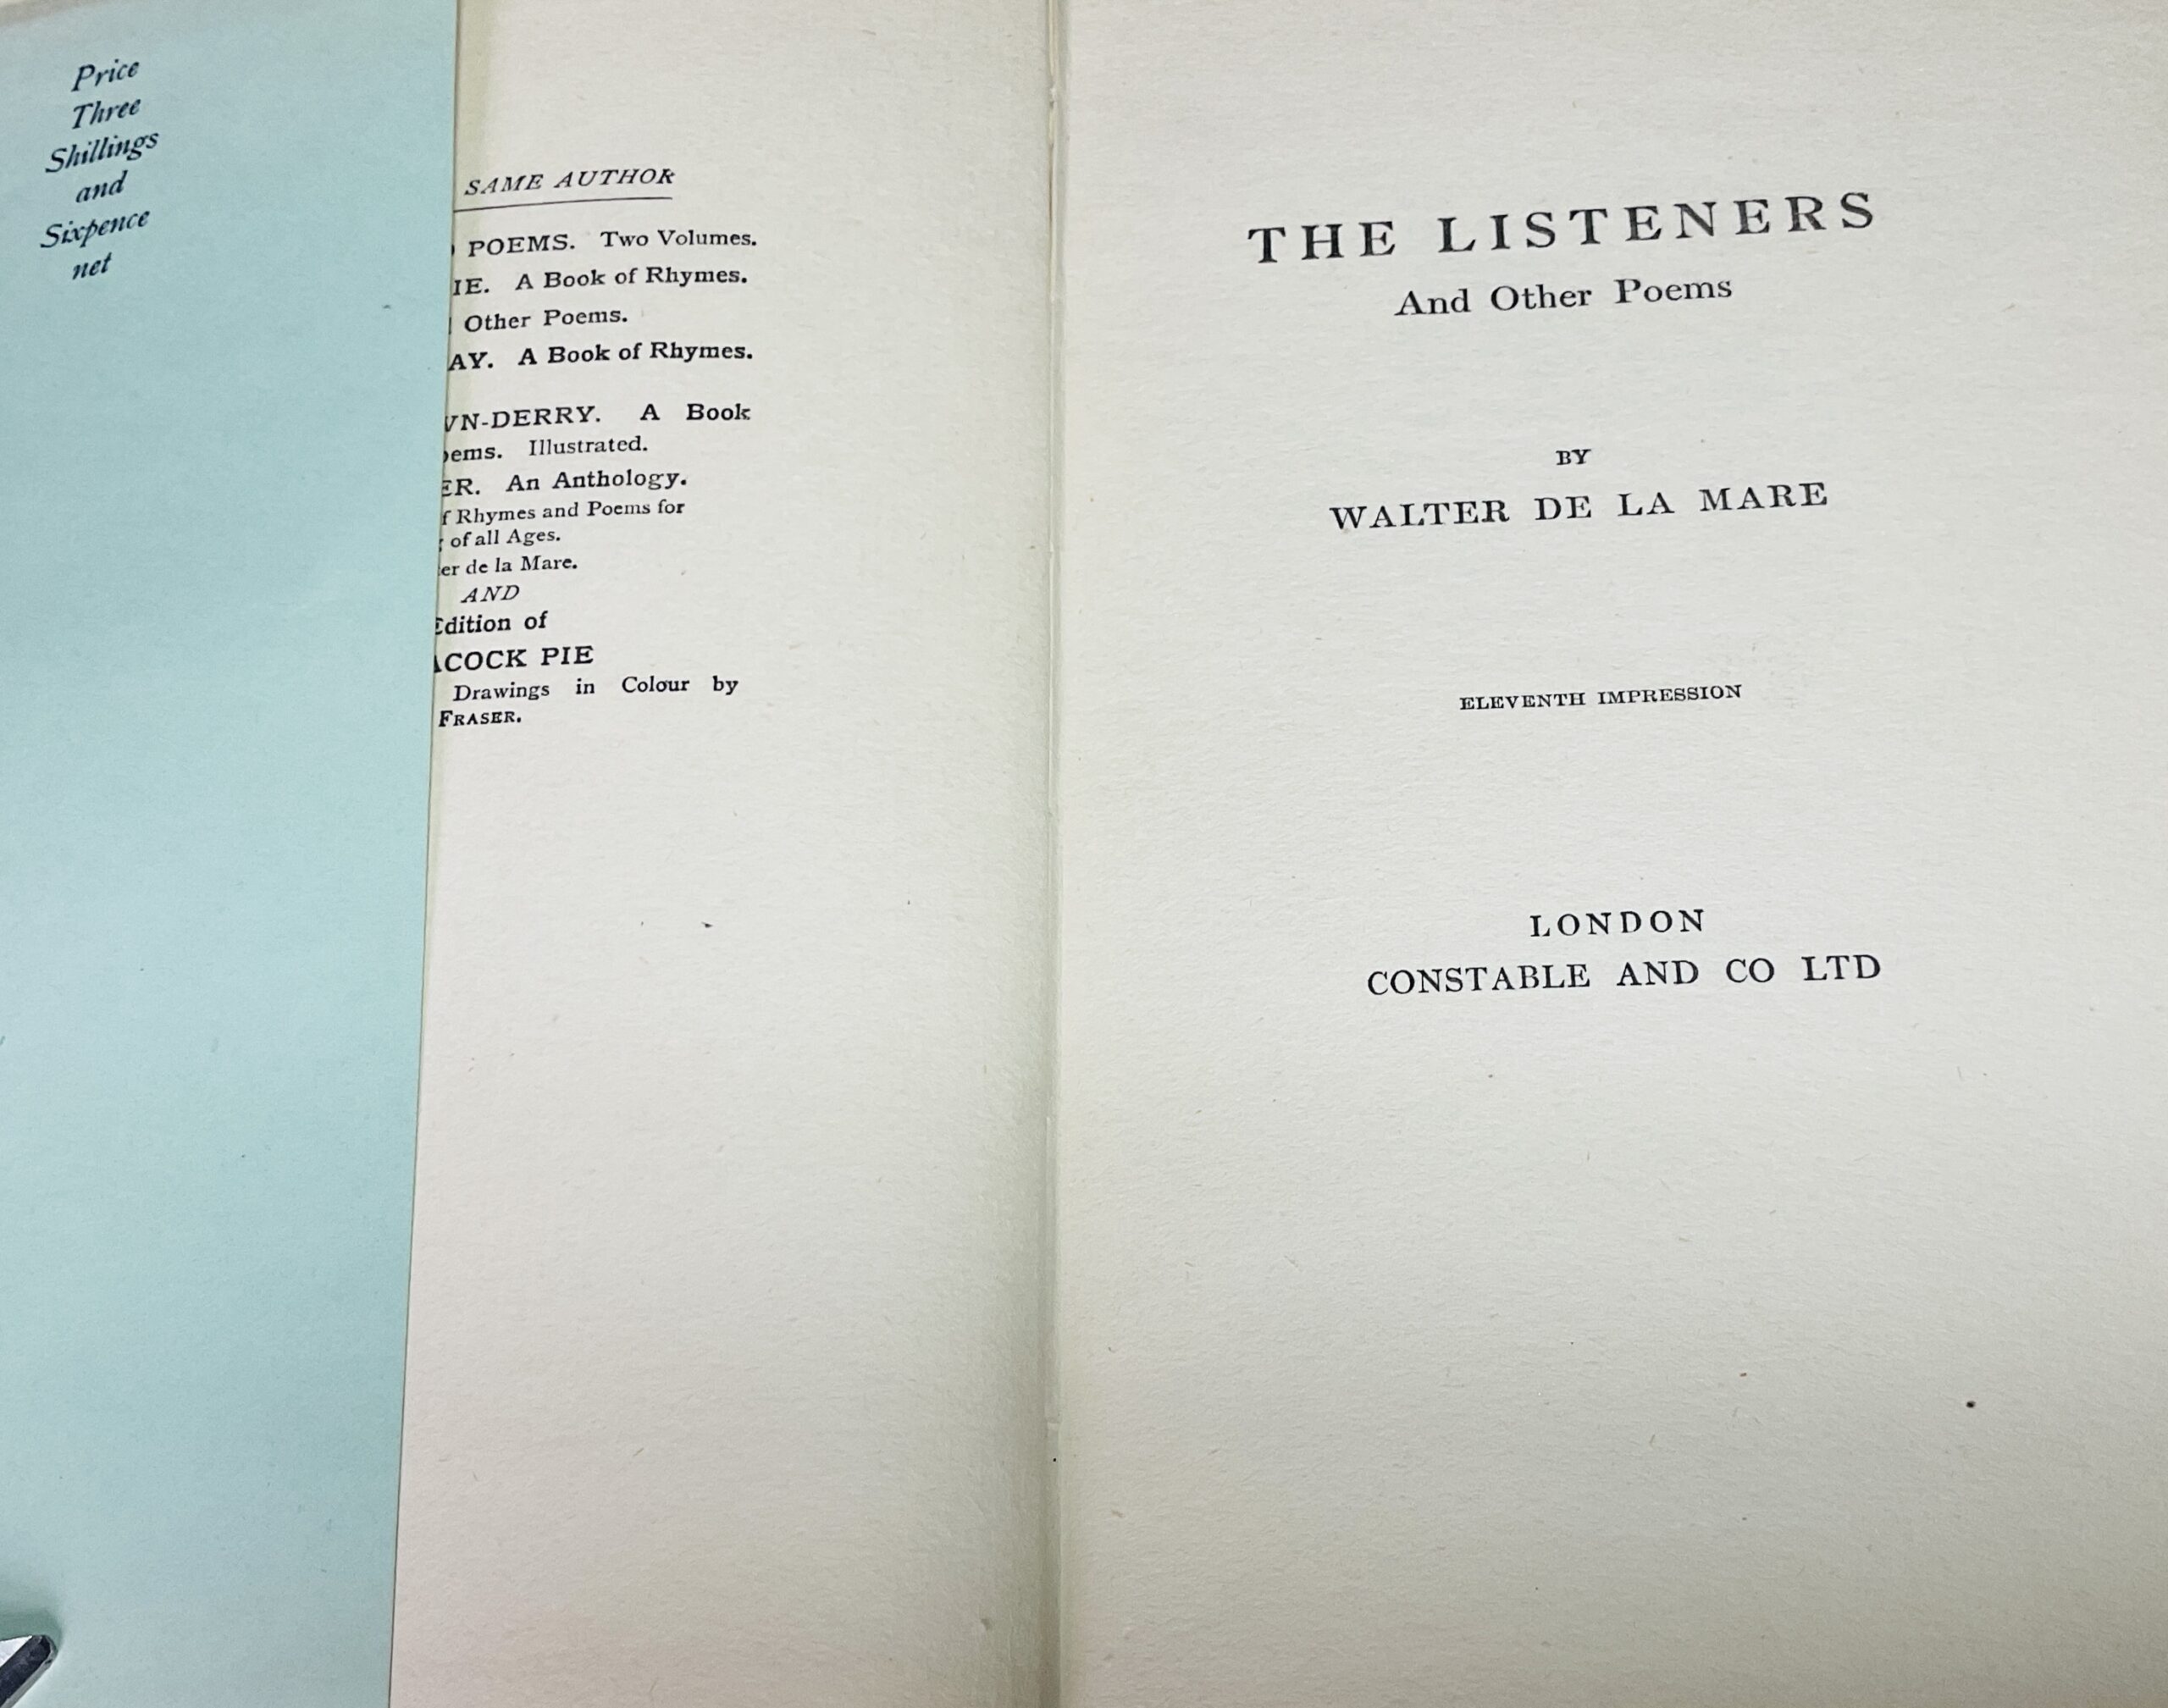 Price
Three
Shillings
and
Sixpence
net
SAME AUTHOR
POEMS. Two Volumes.
IE. A Book of Rhymes.
Other Poems.
AY. A Book of Rhymes.
VN-DERRY. A Book
ems. Illustrated.
ER. An Anthology.
f Rhymes and Poems for
of all Ages.
er de la Mare.
AND
Edition of
ACOCK PIE
Drawings in Colour by
FRASER.
THE LISTENERS
And Other Poems
BY
WALTER DE LA MARE
ELEVENTH IMPRESSION
LONDON
CONSTABLE AND CO LTD